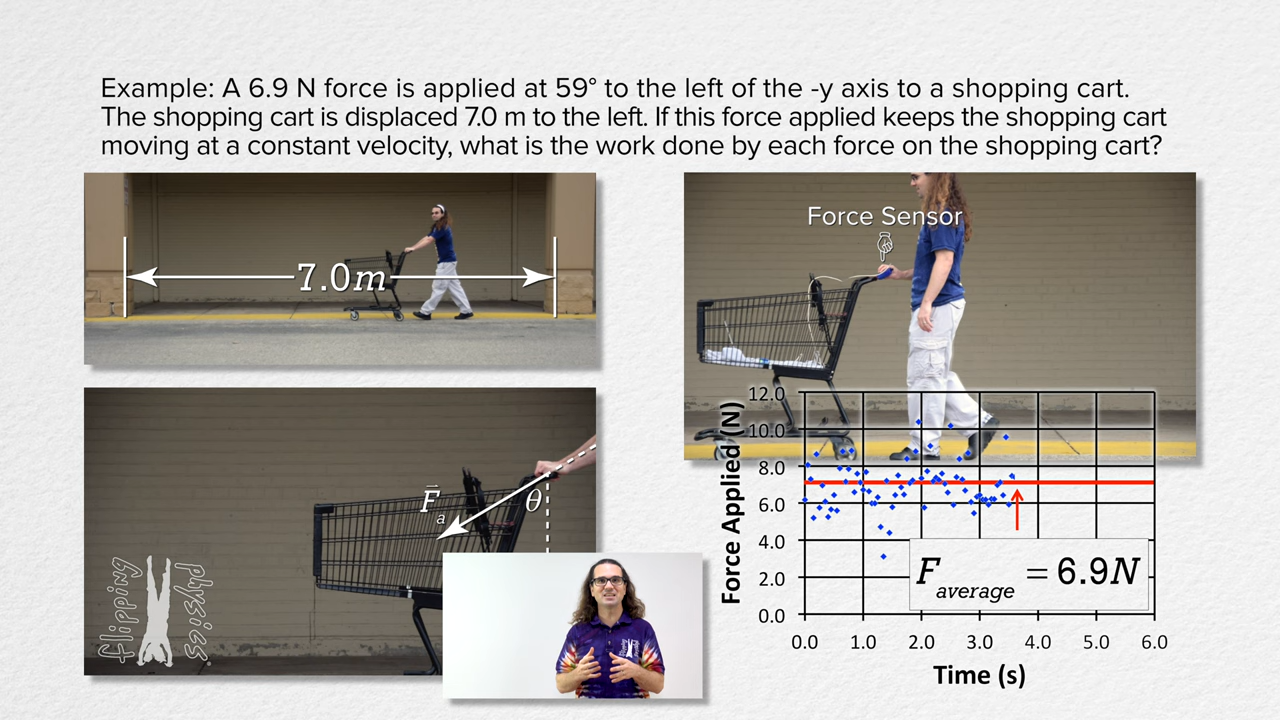 Example: A 6.9 N force is applied at 59° to the left of the -y axis to a shopping cart.
The shopping cart is displaced 7.0 m to the left. If this force applied keeps the shopping cart
moving at a constant velocity, what is the work done by each force on the shopping cart?
7.0m
Force Sensor
F⃗a
θ
flipping
physics
Force Applied (N)
12.0
10.0
8.0
6.0
4.0
2.0
0.0
Faverage = 6.9N
0.0 1.0 2.0 3.0 4.0 5.0 6.0
Time (s)